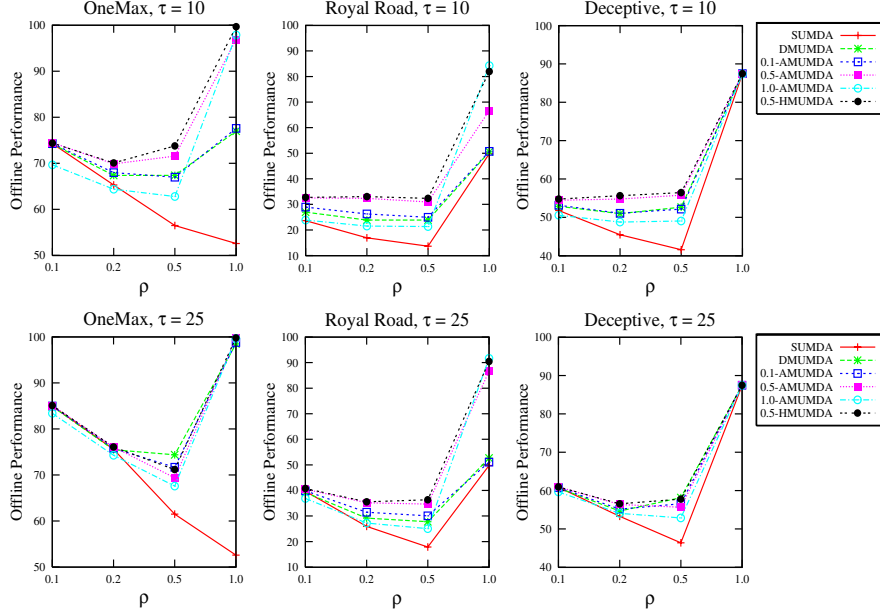 OneMax, τ = 10
Offline Performance
100
90
80
70
60
50
0.1
0.2
0.5
1.0
ρ
Royal Road, τ = 10
Offline Performance
100
90
80
70
60
50
40
30
20
10
0.1
0.2
0.5
1.0
ρ
Deceptive, τ = 10
Offline Performance
100
90
80
70
60
50
40
0.1
0.2
0.5
1.0
ρ
SUMDA
DMUMDA
0.1-AMUMDA
0.5-AMUMDA
1.0-AMUMDA
0.5-HMUMDA
OneMax, τ = 25
Offline Performance
100
90
80
70
60
50
0.1
0.2
0.5
1.0
ρ
Royal Road, τ = 25
Offline Performance
100
90
80
70
60
50
40
30
20
10
0.1
0.2
0.5
1.0
ρ
Deceptive, τ = 25
Offline Performance
100
90
80
70
60
50
40
0.1
0.2
0.5
1.0
ρ
SUMDA
DMUMDA
0.1-AMUMDA
0.5-AMUMDA
1.0-AMUMDA
0.5-HMUMDA